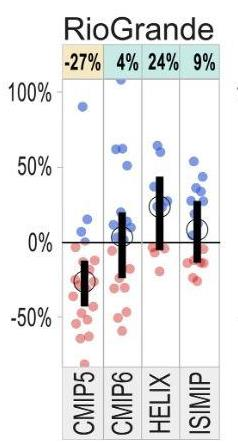 RioGrande
-27% 4% 24% 9%
100%
50%
0%
-50%
CMIP5
CMIP6
HELIX
ISIMIP